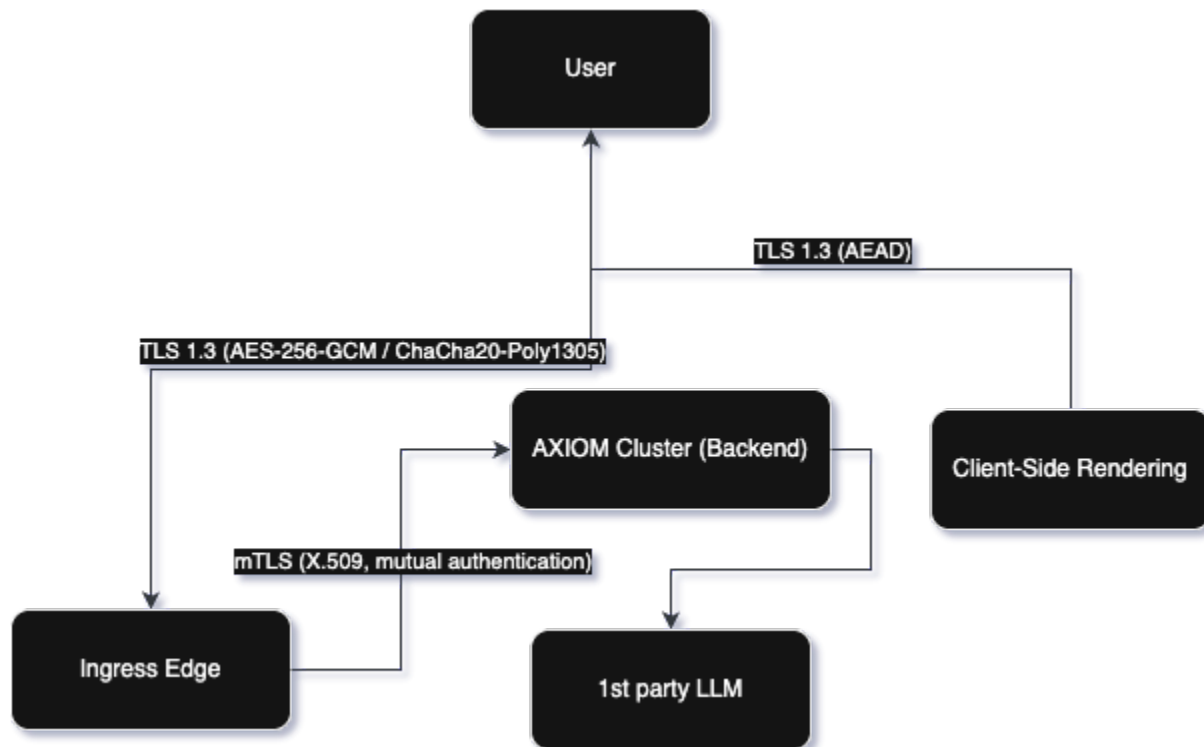 User
TLS 1.3 (AEAD)
TLS 1.3 (AES-256-GCM / ChaCha20-Poly1305)
AXIOM Cluster (Backend)
Client-Side Rendering
mTLS (X.509, mutual authentication)
Ingress Edge
1st party LLM